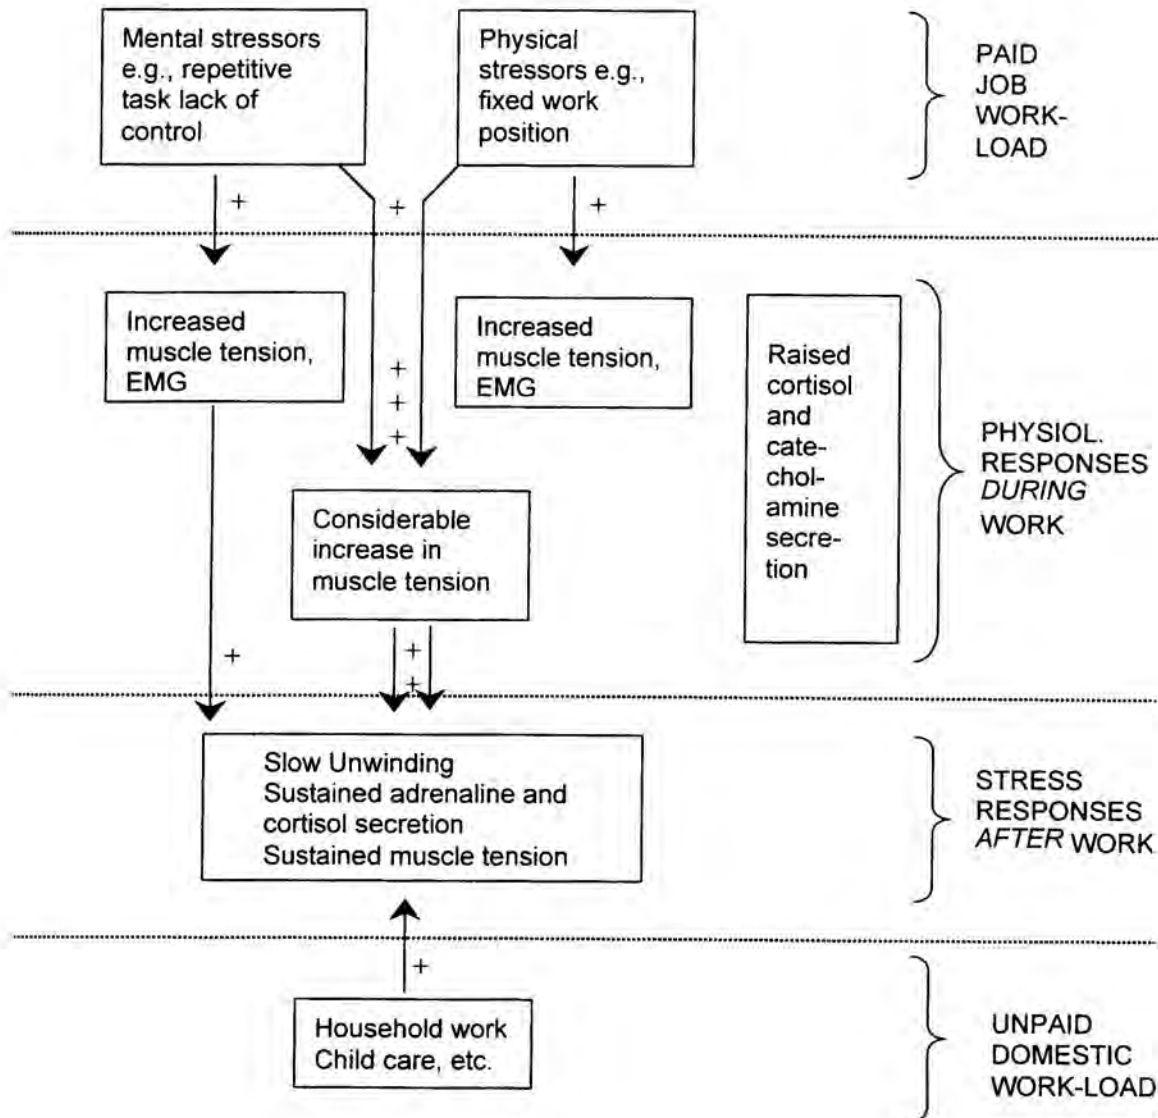 Mental stressors
e.g., repetitive
task lack of
control
Physical
stressors e.g.,
fixed work
position
PAID
JOB
WORK-
LOAD
+
+
+
Increased
muscle tension,
EMG
+
+
+
Increased
muscle tension,
EMG
Raised
cortisol
and
cate-
chol-
amine
secre-
tion
PHYSIOL.
RESPONSES
DURING
WORK
Considerable
increase in
muscle tension
+
+
+
Slow Unwinding
Sustained adrenaline and
cortisol secretion
Sustained muscle tension
STRESS
RESPONSES
AFTER WORK
+
Household work
Child care, etc.
UNPAID
DOMESTIC
WORK-LOAD